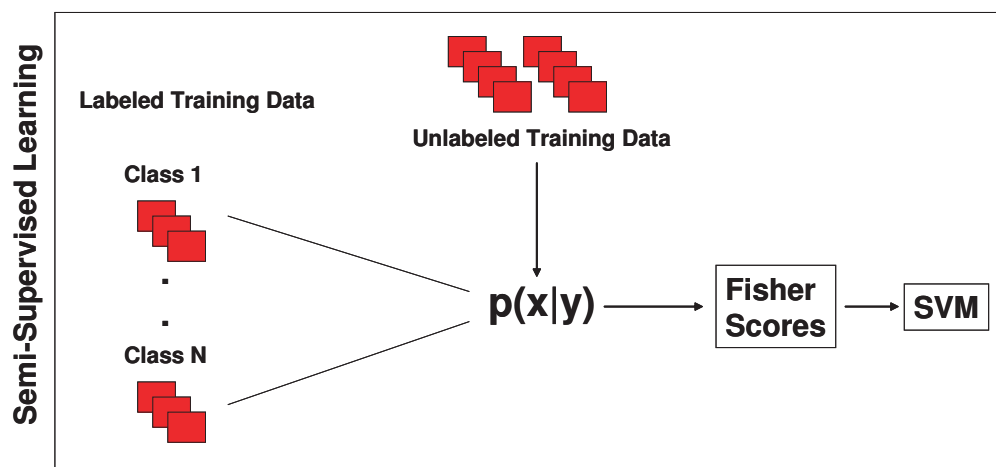 Semi-Supervised Learning
Labeled Training Data
Unlabeled Training Data
Class 1
.
.
Class N
p(x|y)
Fisher
Scores
SVM